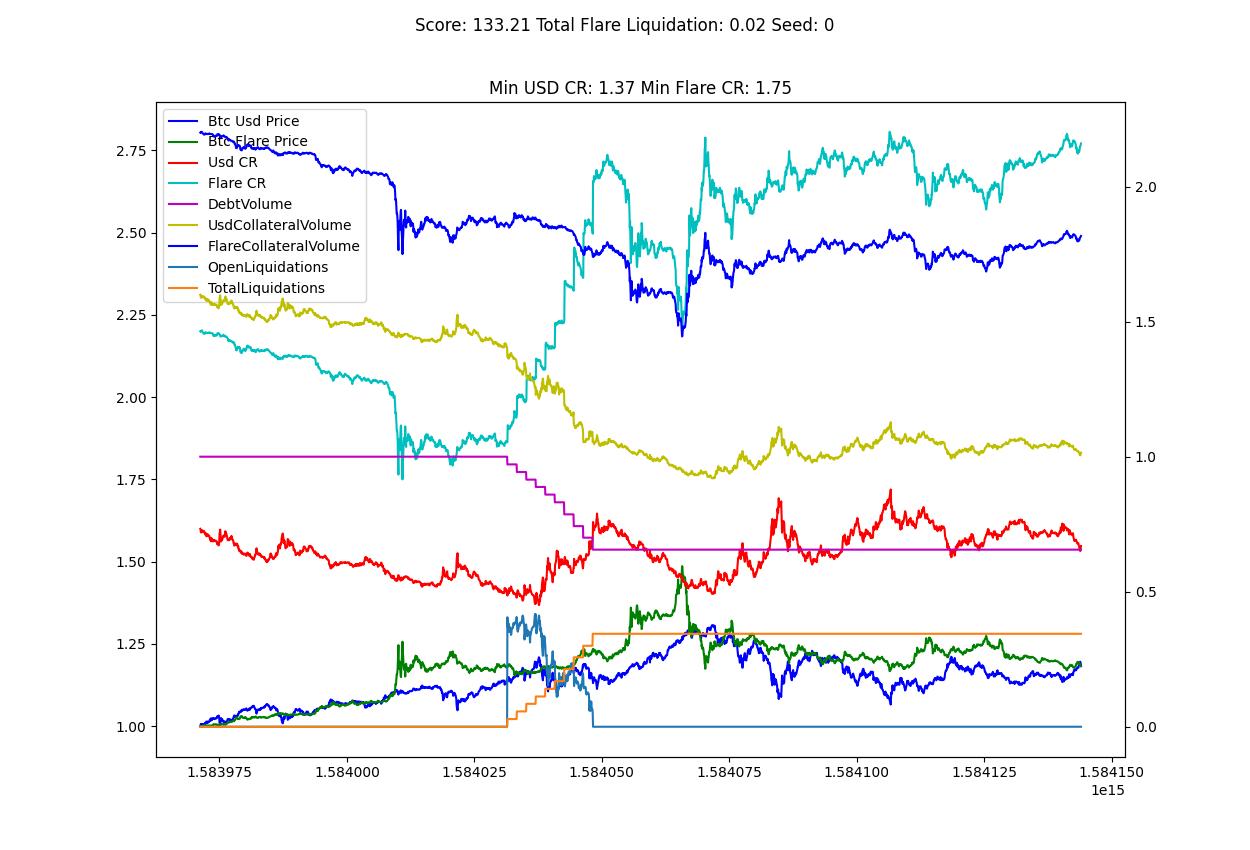 Score: 133.21 Total Flare Liquidation: 0.02 Seed: 0
Min USD CR: 1.37 Min Flare CR: 1.75
Btc Usd Price
Btc Flare Price
Usd CR
Flare CR
DebtVolume
UsdCollateralVolume
FlareCollateralVolume
OpenLiquidations
TotalLiquidations
2.75
2.50
2.25
2.00
1.75
1.50
1.25
1.00
2.0
1.5
1.0
0.5
0.0
1.583975 1.584000 1.584025 1.584050 1.584075 1.584100 1.584125 1.584150
1e15